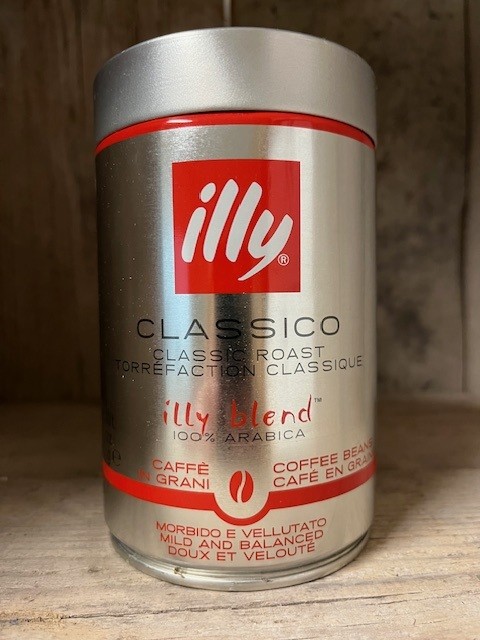 illy®
CLASSICO
CLASSIC ROAST
TORRÉFACTION CLASSIQUE
illy blend™
100% ARABICA
CAFFÈ
IN GRANI
COFFEE BEANS
CAFÉ EN GRAINS
MORBIDO E VELLUTATO
MILD AND BALANCED
DOUX ET VELOUTÉ